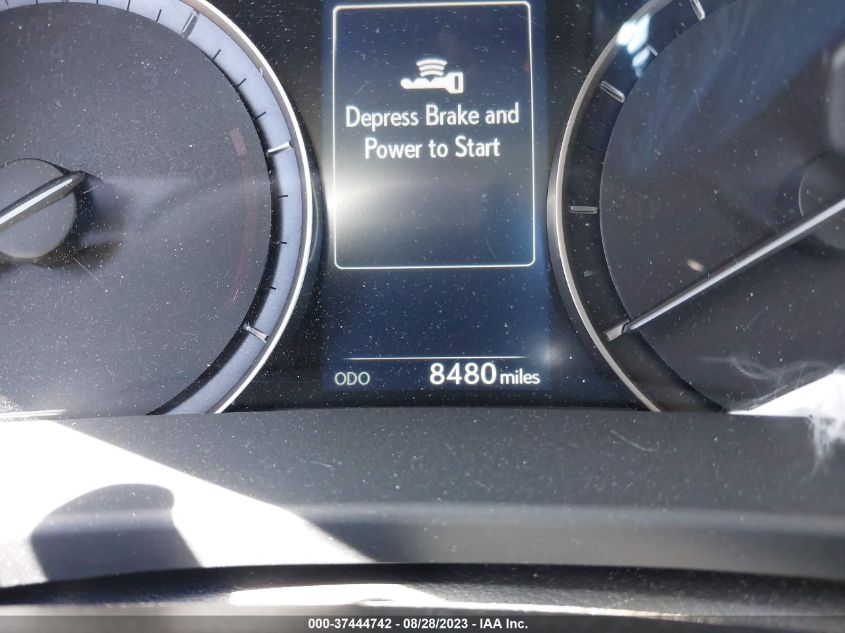 Depress Brake and
Power to Start
ODO 8480 miles
000-37444742 - 08/28/2023 - IAA Inc.